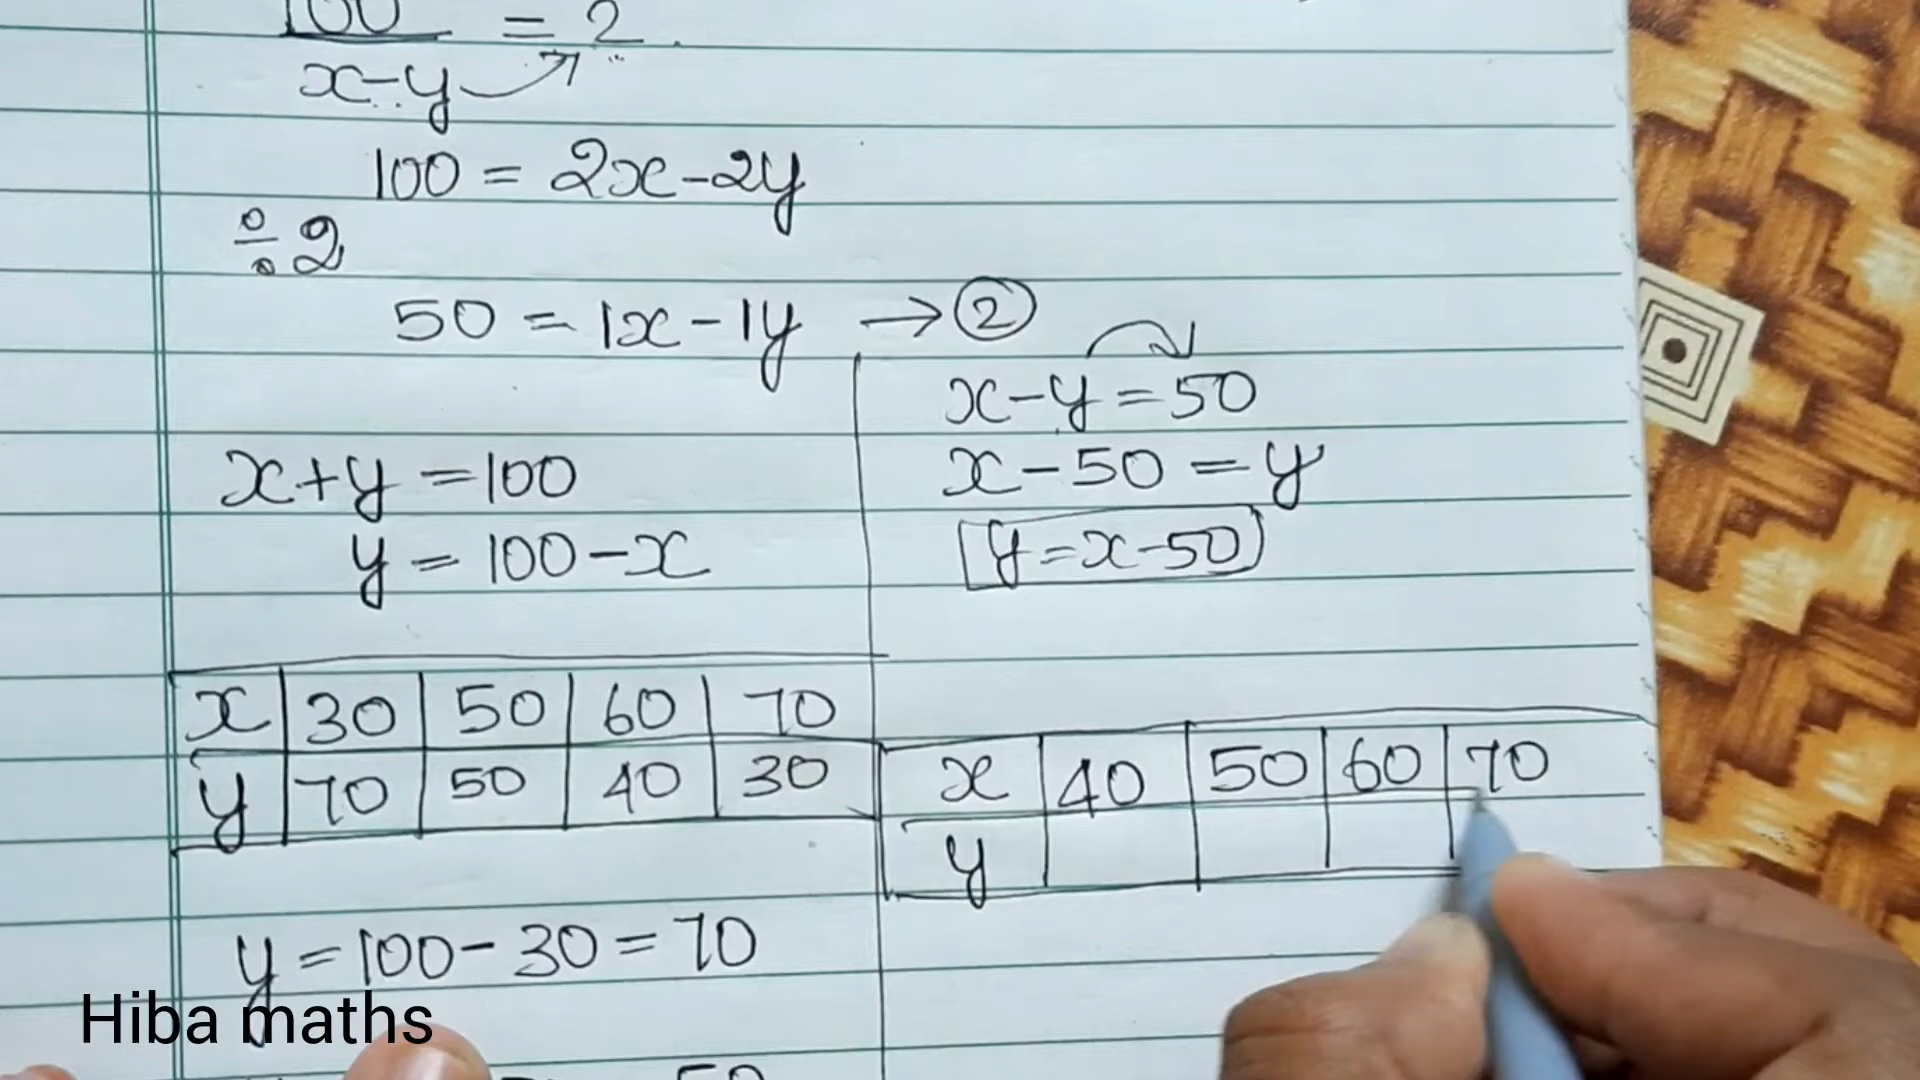 100 = 2
x-y
100 = 2x-2y
÷2
50 = 1x-1y → 2
x+y = 100
y = 100-x
x-y = 50
x-50 = y
y = x-50
x 30 50 60 70
y 70 50 40 30
x 40 50 60 70
y
y = 100-30 = 70
50
Hiba maths